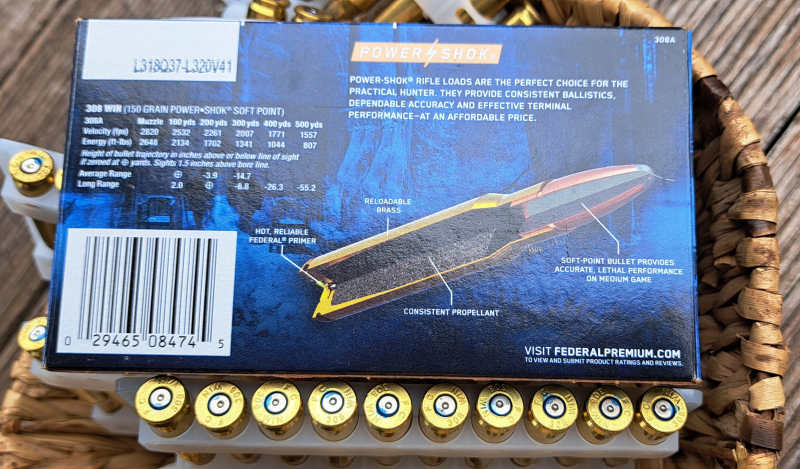 L318Q37-L320V41
308A
POWER SHOK®
POWER-SHOK® RIFLE LOADS ARE THE PERFECT CHOICE FOR THE
PRACTICAL HUNTER. THEY PROVIDE CONSISTENT BALLISTICS,
DEPENDABLE ACCURACY AND EFFECTIVE TERMINAL
PERFORMANCE–AT AN AFFORDABLE PRICE.
308 WIN (150 GRAIN POWER•SHOK® SOFT POINT)
308A Muzzle 100 yds 200 yds 300 yds 400 yds 500 yds
Velocity (fps) 2820 2532 2261 2007 1771 1557
Energy (ft-lbs) 2648 2134 1702 1341 1044 807
Height of bullet trajectory in inches above or below line of sight
if zeroed at ⊕ yards. Sights 1.5 inches above bore line.
Average Range ⊕ -3.9 -14.7
Long Range 2.0 ⊕ -8.8 -26.3 -55.2
RELOADABLE
BRASS
HOT, RELIABLE
FEDERAL® PRIMER
SOFT-POINT BULLET PROVIDES
ACCURATE, LETHAL PERFORMANCE
ON MEDIUM GAME
CONSISTENT PROPELLANT
0 29465 08474 5
VISIT FEDERALPREMIUM.COM
TO VIEW AND SUBMIT PRODUCT RATINGS AND REVIEWS.